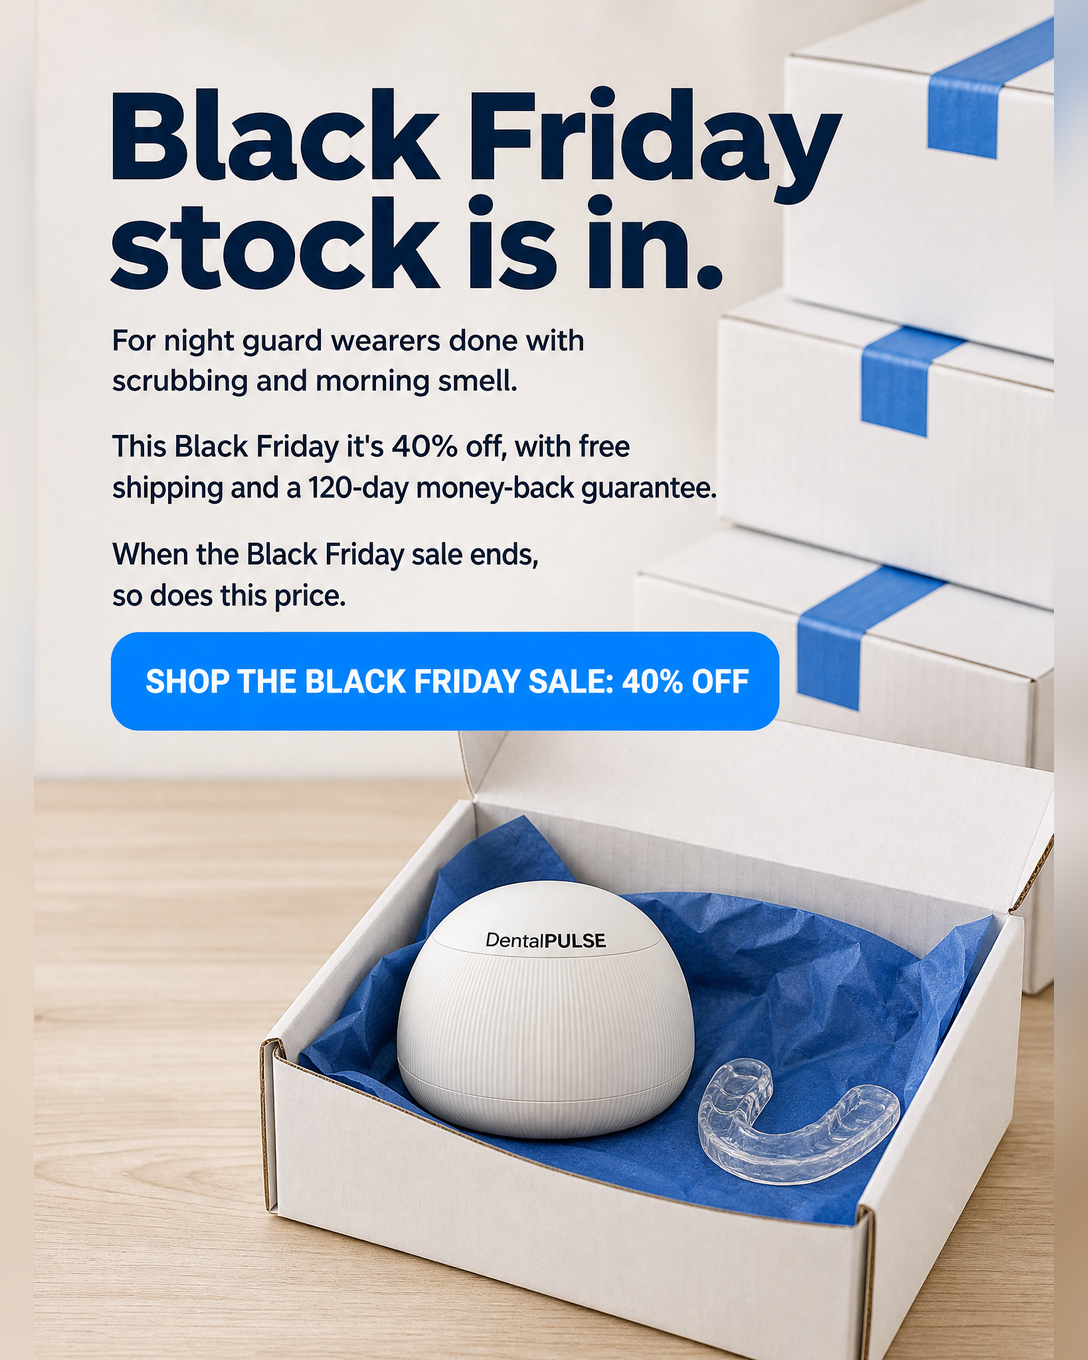 Black Friday
stock is in.
For night guard wearers done with
scrubbing and morning smell.
This Black Friday it's 40% off, with free
shipping and a 120-day money-back guarantee.
When the Black Friday sale ends,
so does this price.
SHOP THE BLACK FRIDAY SALE: 40% OFF
DentalPULSE